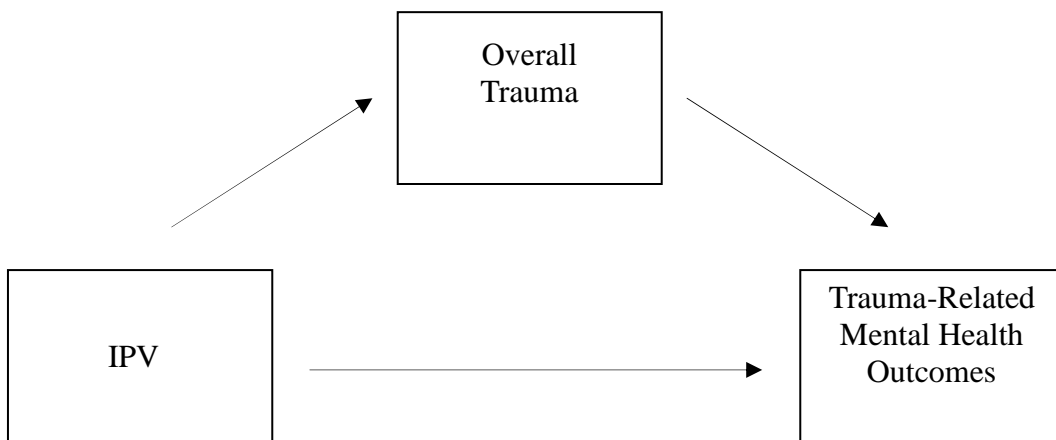 Overall
Trauma
IPV
Trauma-Related
Mental Health
Outcomes